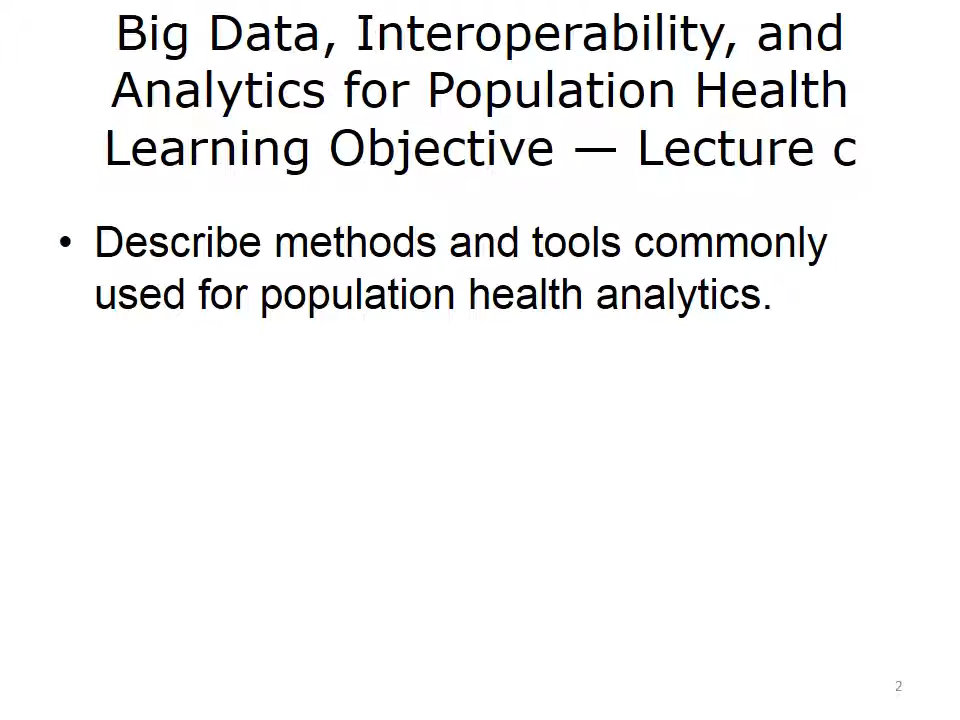 Big Data, Interoperability, and
Analytics for Population Health
Learning Objective — Lecture c
• Describe methods and tools commonly
used for population health analytics.
2